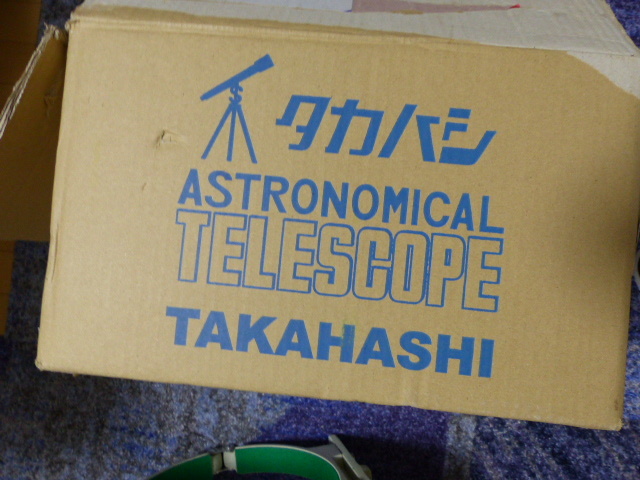 タカハシ
ASTRONOMICAL
TELESCOPE
TAKAHASHI